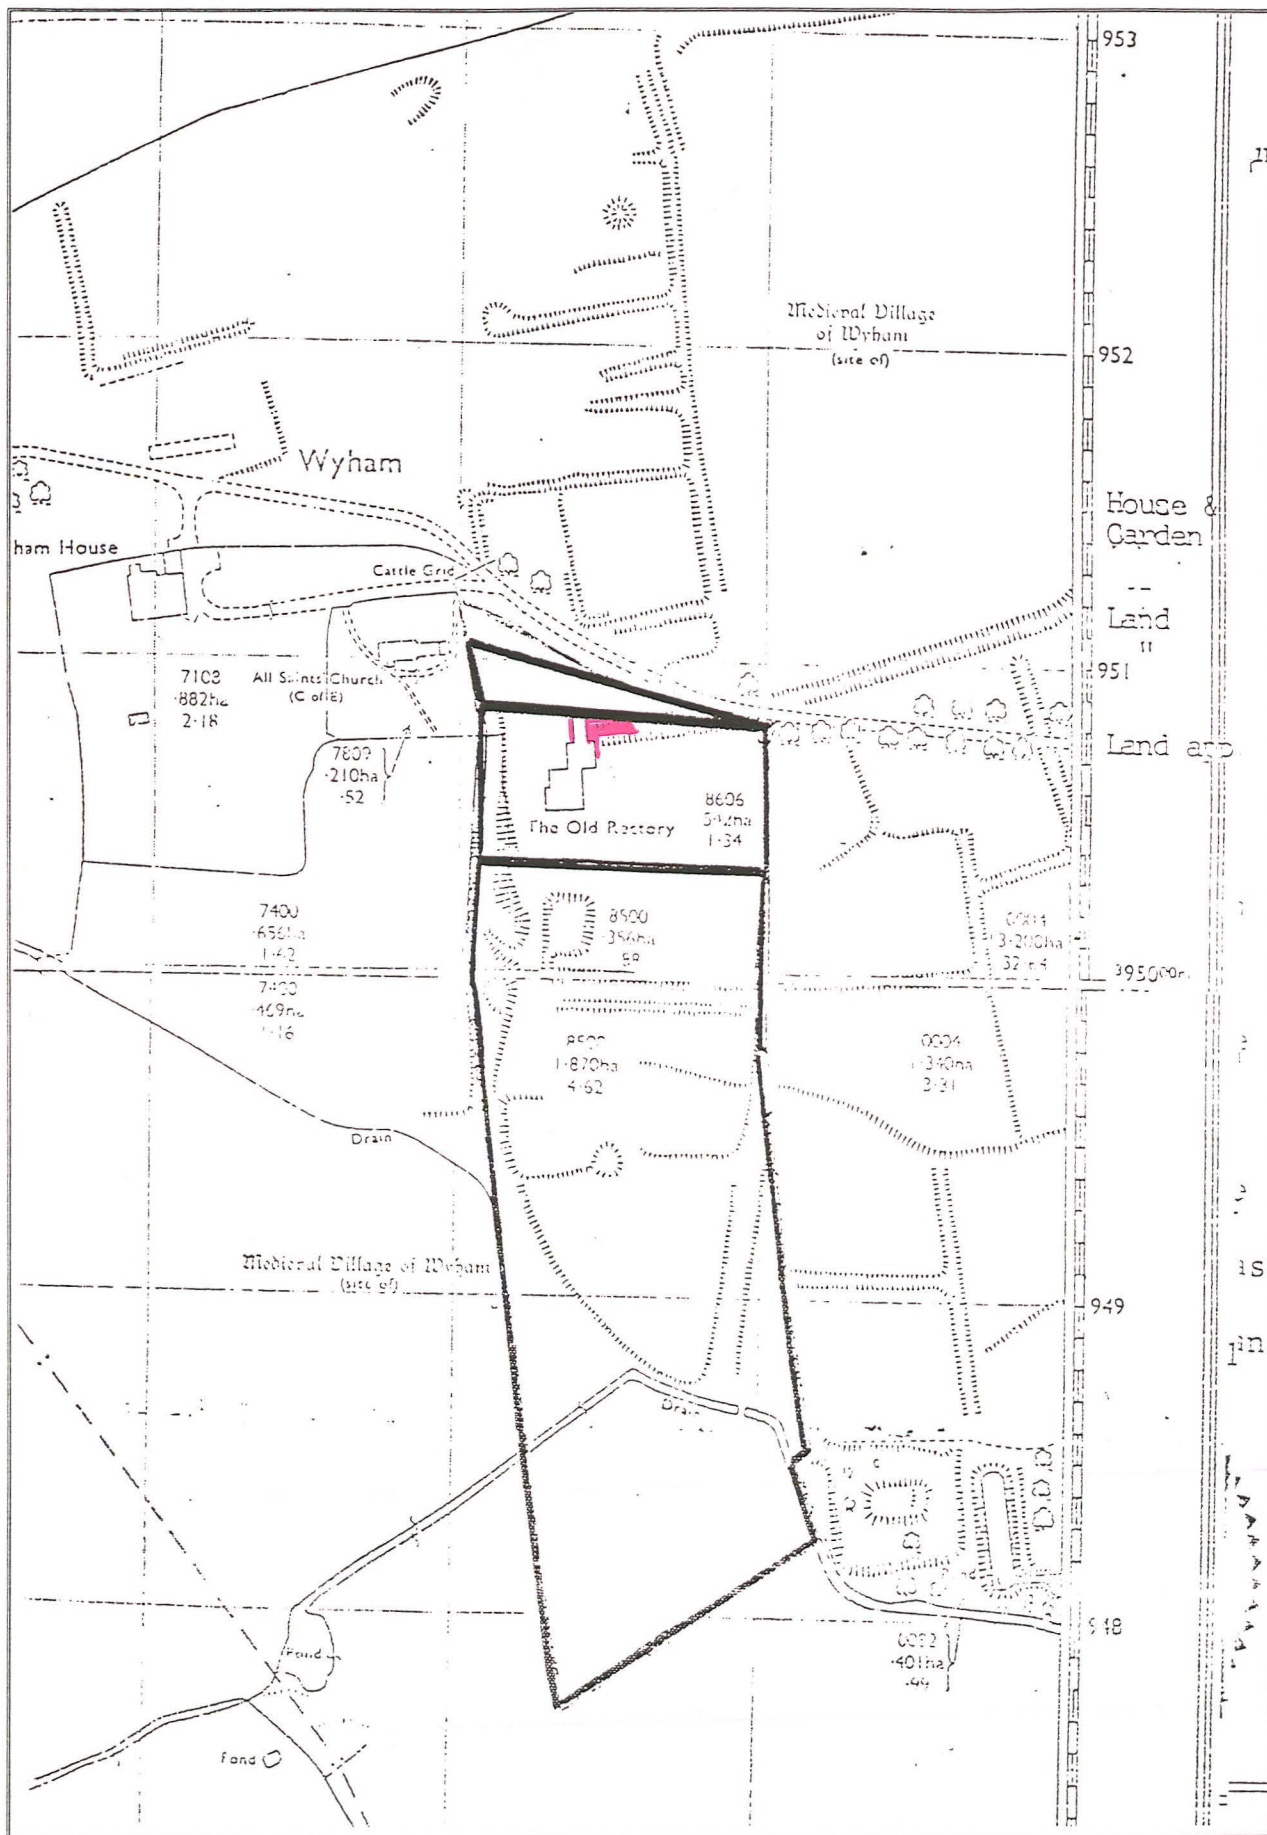 953
Medieval Village
of Wyham
(site of)
952
Wyham
House &
Garden
ham House
Cattle Grid
Land
"
951
7103
·882ha
2·18
All Saints Church
(C of E)
Land app
7809
·210ha
·52
8606
·542ha
1·34
The Old Rectory
7400
·656ha
1·62
8500
·356ha
·88
7400
·469ha
1·16
8500
1·870ha
4·62
0004
1·340ha
3·31
Drain
Medieval Village of Wyham
(site of)
949
Drain
948
0082
·401ha
·99
Pond
Pond